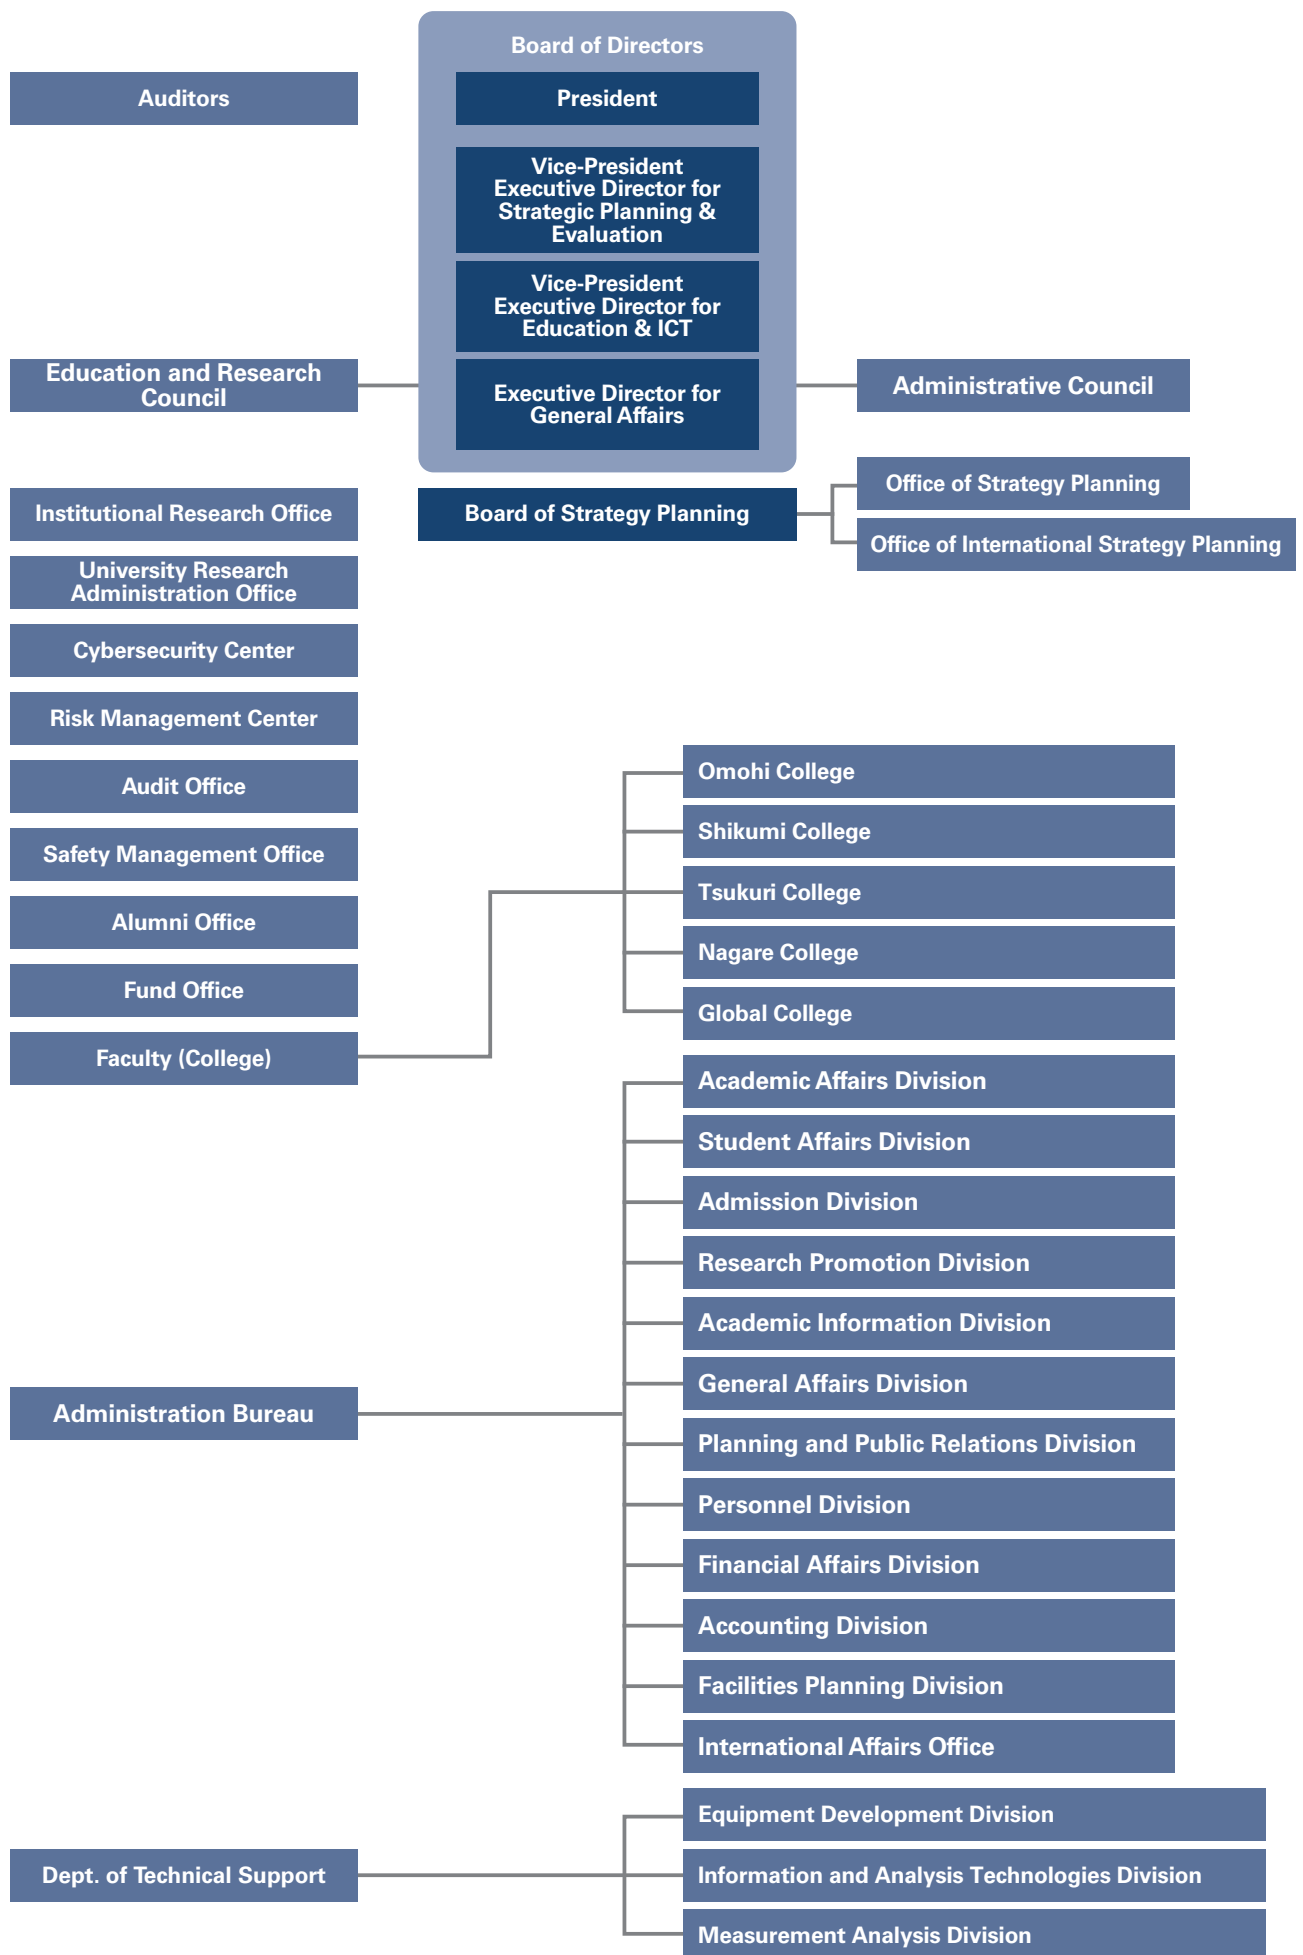 Board of Directors
Auditors
President
Vice-President
Executive Director for
Strategic Planning &
Evaluation
Vice-President
Executive Director for
Education & ICT
Education and Research
Council
Executive Director for
General Affairs
Administrative Council
Institutional Research Office
Board of Strategy Planning
Office of Strategy Planning
Office of International Strategy Planning
University Research
Administration Office
Cybersecurity Center
Risk Management Center
Audit Office
Safety Management Office
Alumni Office
Fund Office
Faculty (College)
Omohi College
Shikumi College
Tsukuri College
Nagare College
Global College
Administration Bureau
Academic Affairs Division
Student Affairs Division
Admission Division
Research Promotion Division
Academic Information Division
General Affairs Division
Planning and Public Relations Division
Personnel Division
Financial Affairs Division
Accounting Division
Facilities Planning Division
International Affairs Office
Dept. of Technical Support
Equipment Development Division
Information and Analysis Technologies Division
Measurement Analysis Division